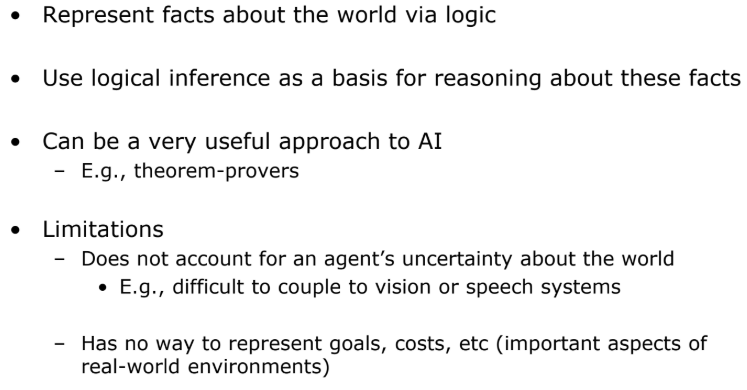 • Represent facts about the world via logic
• Use logical inference as a basis for reasoning about these facts
• Can be a very useful approach to AI
– E.g., theorem-provers
• Limitations
– Does not account for an agent's uncertainty about the world
• E.g., difficult to couple to vision or speech systems
– Has no way to represent goals, costs, etc (important aspects of
real-world environments)